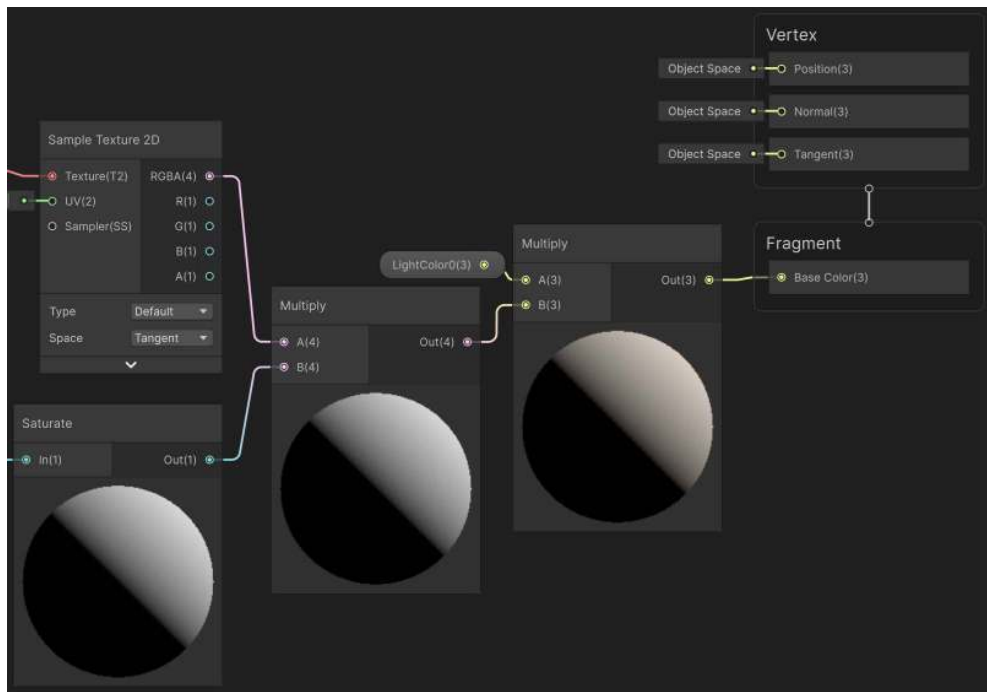 Vertex
Object Space
Position(3)
Object Space
Normal(3)
Object Space
Tangent(3)
Sample Texture 2D
Texture(T2)
RGBA(4)
UV(2)
R(1)
Sampler(SS)
G(1)
B(1)
A(1)
Type
Default
Space
Tangent
Fragment
Base Color(3)
Multiply
LightColor0(3)
A(3)
Out(3)
B(3)
Multiply
A(4)
Out(4)
B(4)
Saturate
In(1)
Out(1)